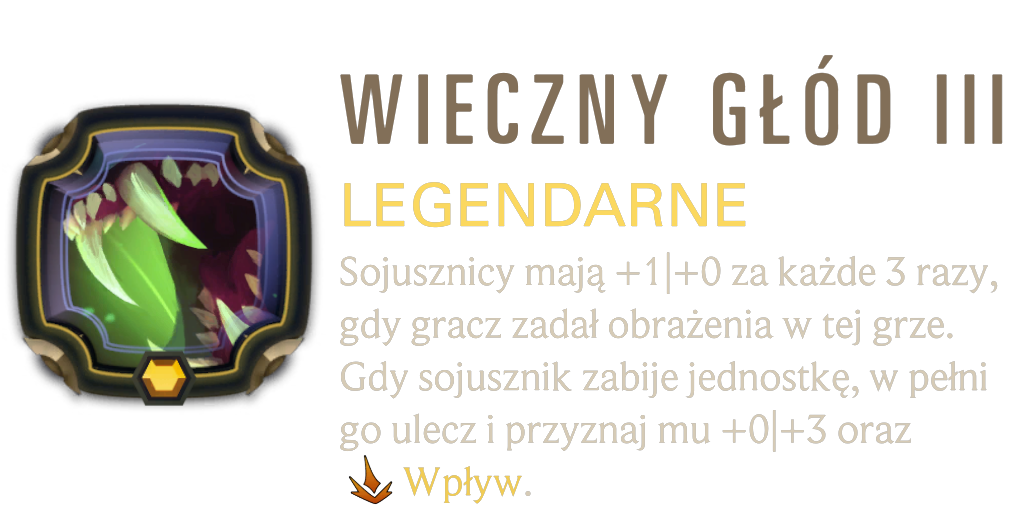 WIECZNY GŁÓD III
LEGENDARNE
Sojusznicy mają +1|+0 za każde 3 razy,
gdy gracz zadał obrażenia w tej grze.
Gdy sojusznik zabije jednostkę, w pełni
go ulecz i przyznaj mu +0|+3 oraz
Wpływ.